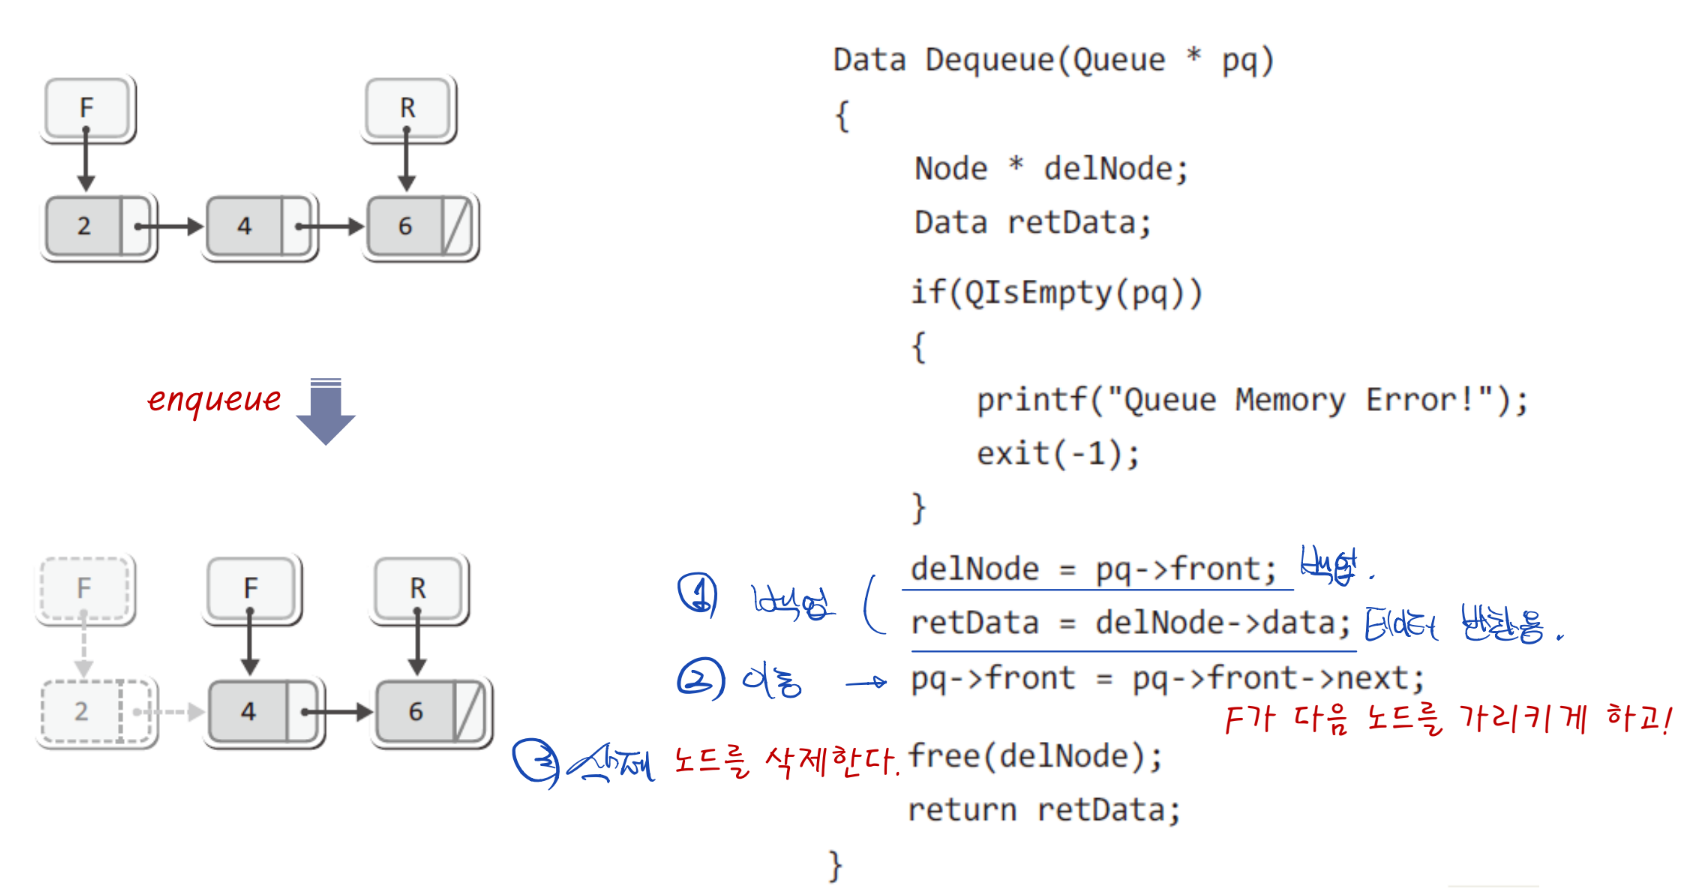 F
R
2
4
6
enqueue
F
F
R
2
4
6
Data Dequeue(Queue * pq)
{
Node * delNode;
Data retData;
if(QIsEmpty(pq))
{
printf("Queue Memory Error!");
exit(-1);
}
① 백업 ( delNode = pq->front; 백업.
retData = delNode->data; 데이터 반환용.
② 이동 → pq->front = pq->front->next;
F가 다음 노드를 가리키게 하고!
③ 삭제 노드를 삭제한다. free(delNode);
return retData;
}